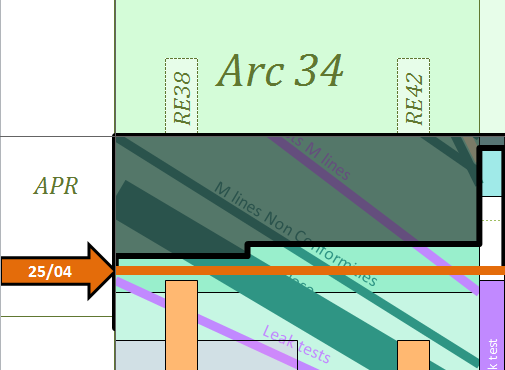 Arc 34
RE38
RE42
M lines
M lines Non Conformities
APR
25/04
Leak tests
k test